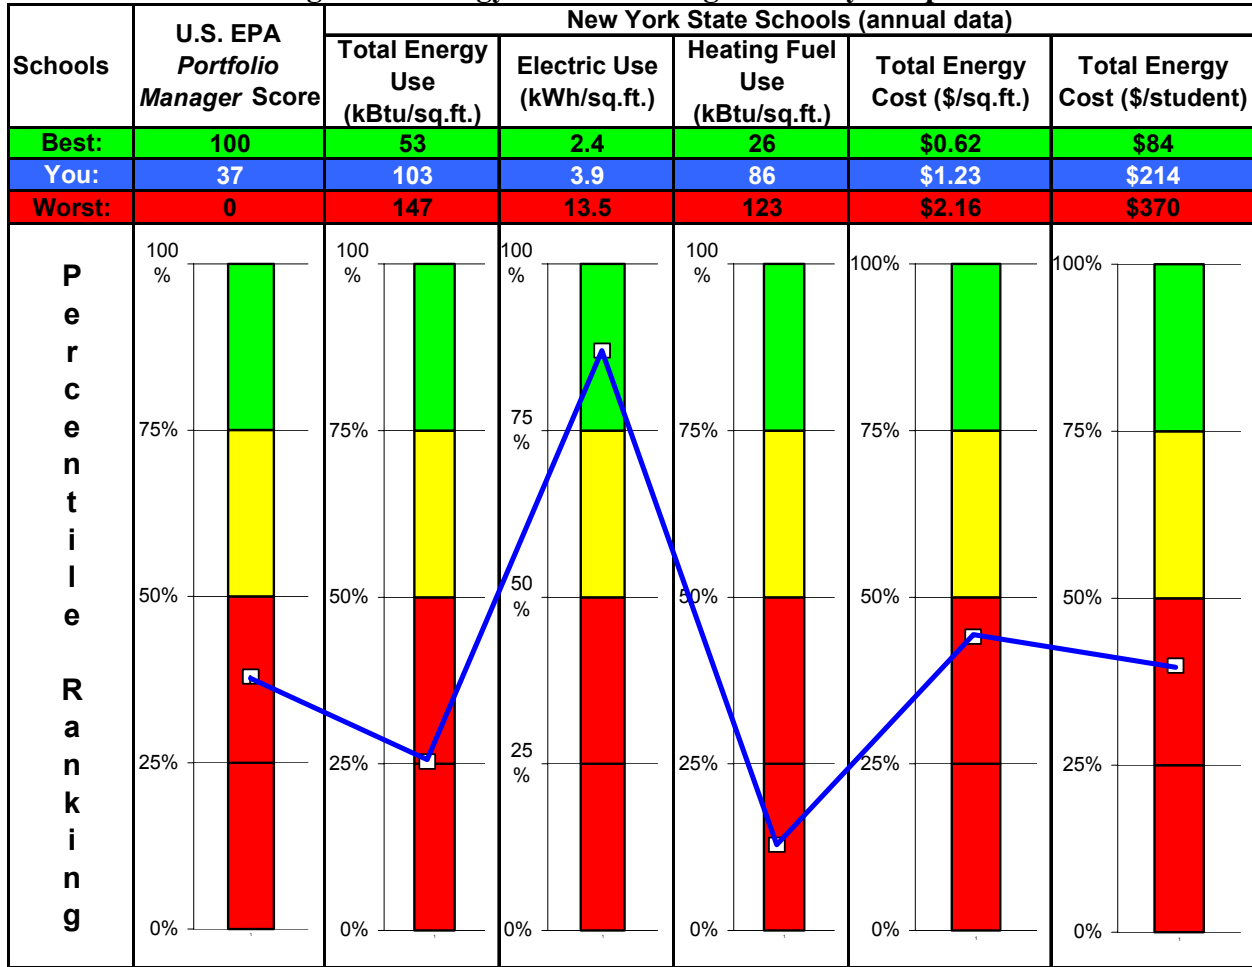 New York State Schools (annual data)
Schools
U.S. EPA
Portfolio
Manager Score
Total Energy
Use
(kBtu/sq.ft.)
Electric Use
(kWh/sq.ft.)
Heating Fuel
Use
(kBtu/sq.ft.)
Total Energy
Cost ($/sq.ft.)
Total Energy
Cost ($/student)
Best: 100 53 2.4 26 $0.62 $84
You: 37 103 3.9 86 $1.23 $214
Worst: 0 147 13.5 123 $2.16 $370
P
e
r
c
e
n
t
i
l
e
R
a
n
k
i
n
g
100
%
75%
50%
25%
0%
100
%
75%
50%
25%
0%
100
%
75
%
50
%
25
%
0%
100
%
75%
50%
25%
0%
100%
75%
50%
25%
0%
100%
75%
50%
25%
0%